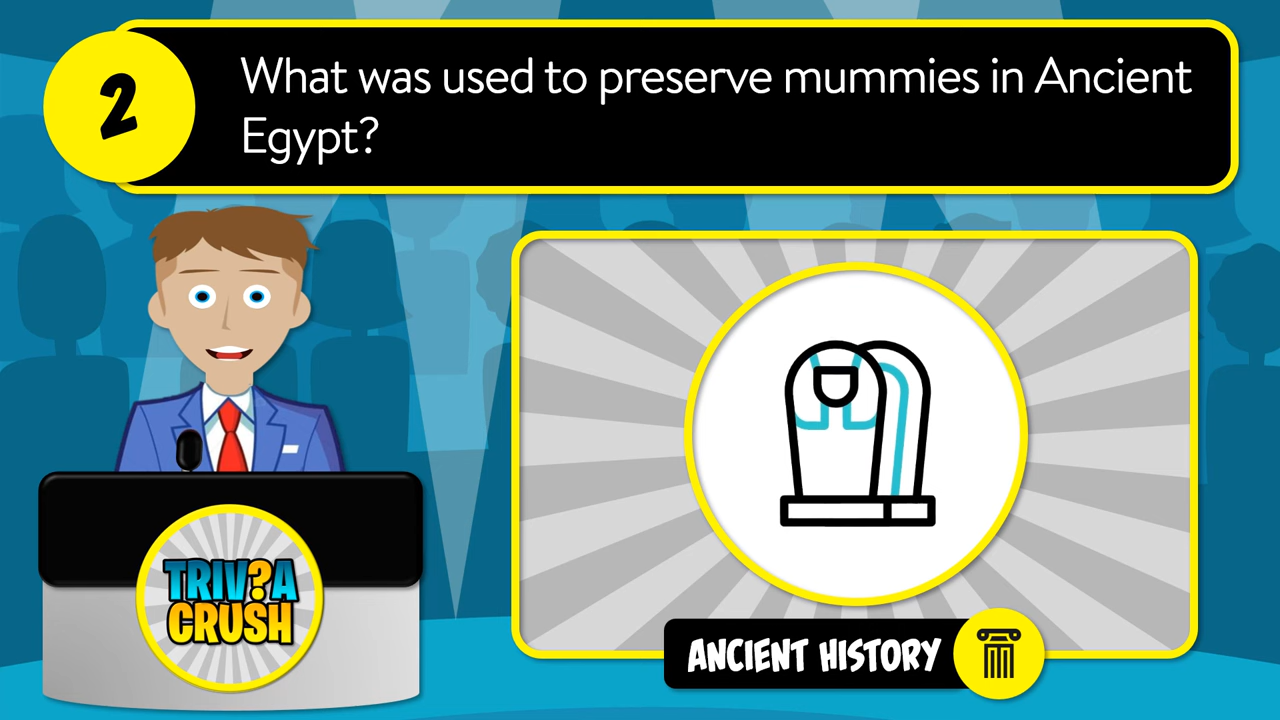 2
What was used to preserve mummies in Ancient
Egypt?
TRIV?A
CRUSH
ANCIENT HISTORY